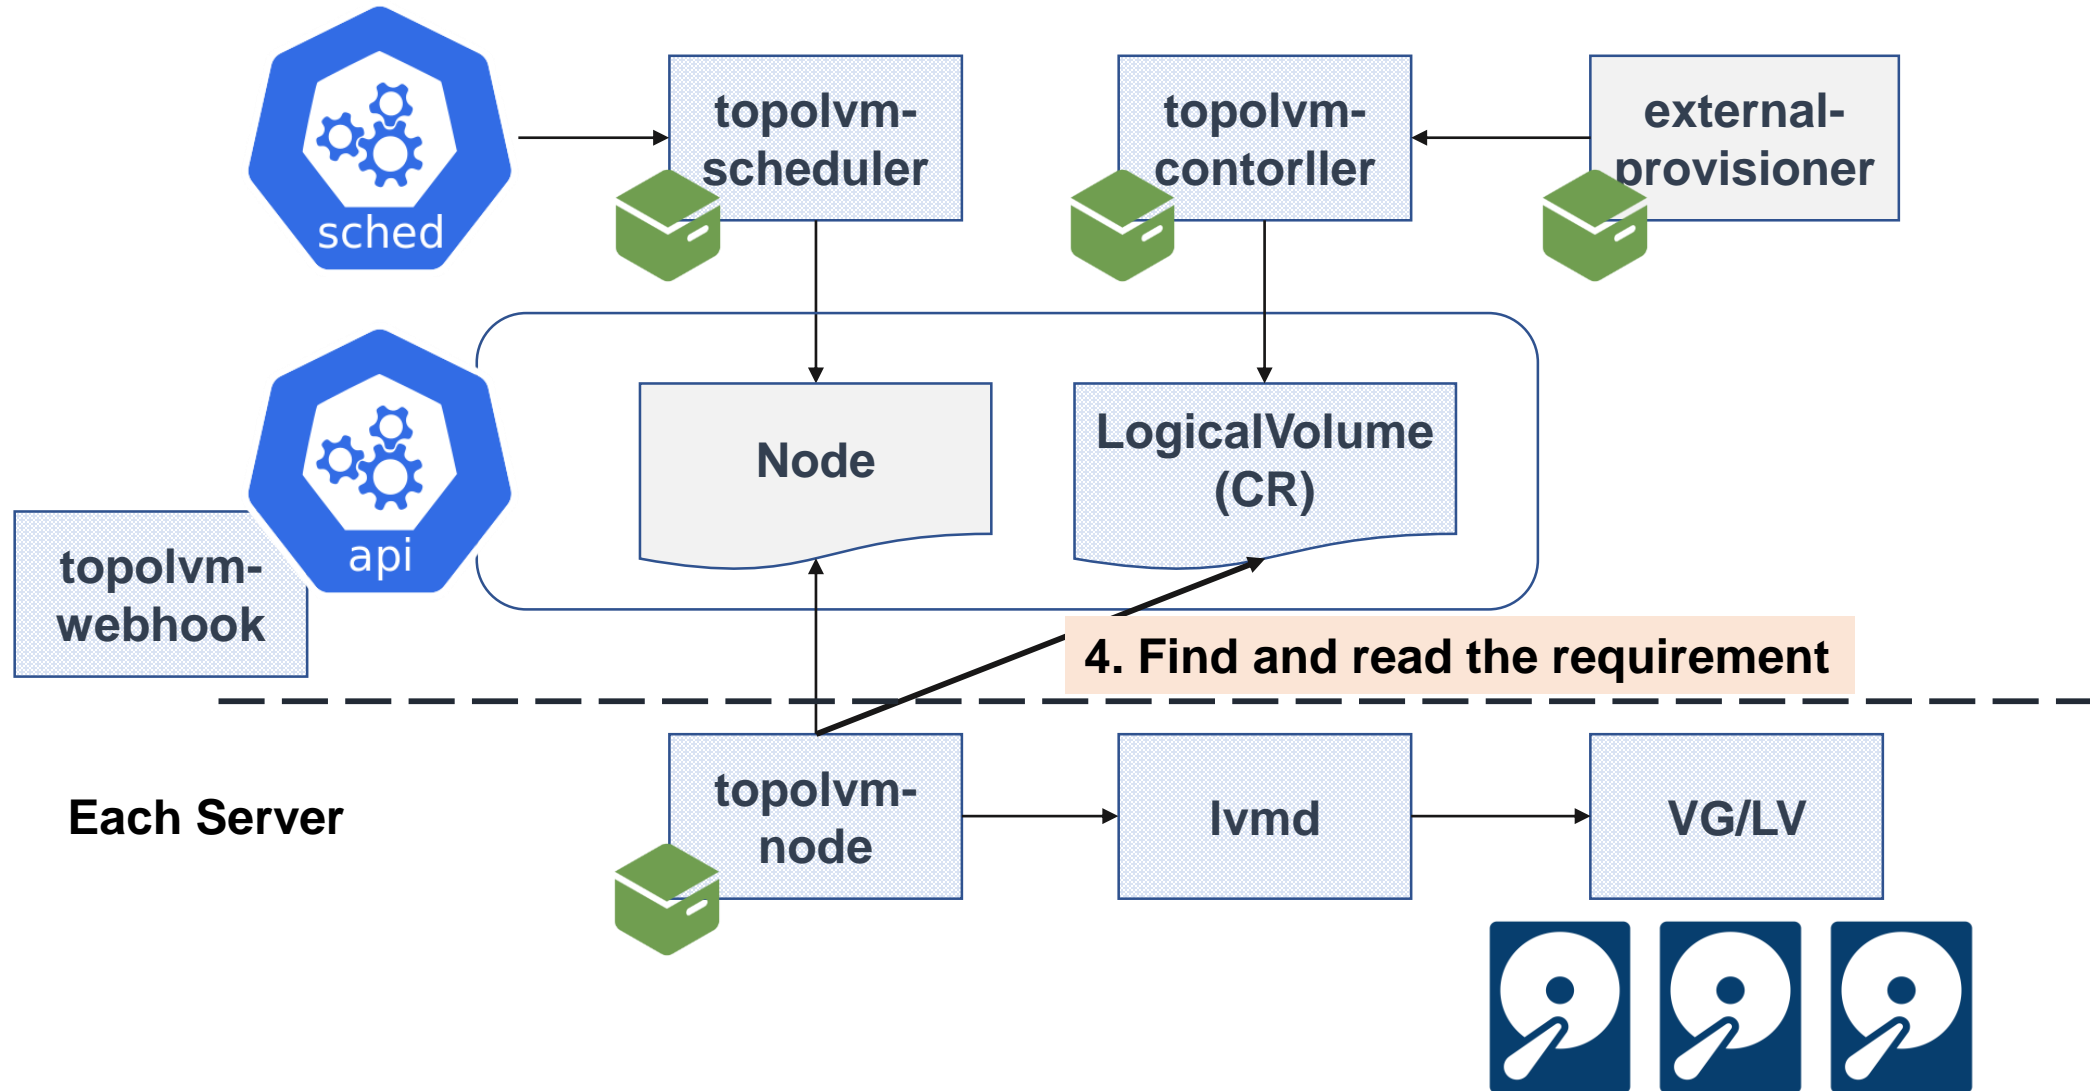 sched
topolvm-
scheduler
topolvm-
contorller
external-
provisioner
api
Node
LogicalVolume
(CR)
topolvm-
webhook
4. Find and read the requirement
Each Server
topolvm-
node
lvmd
VG/LV